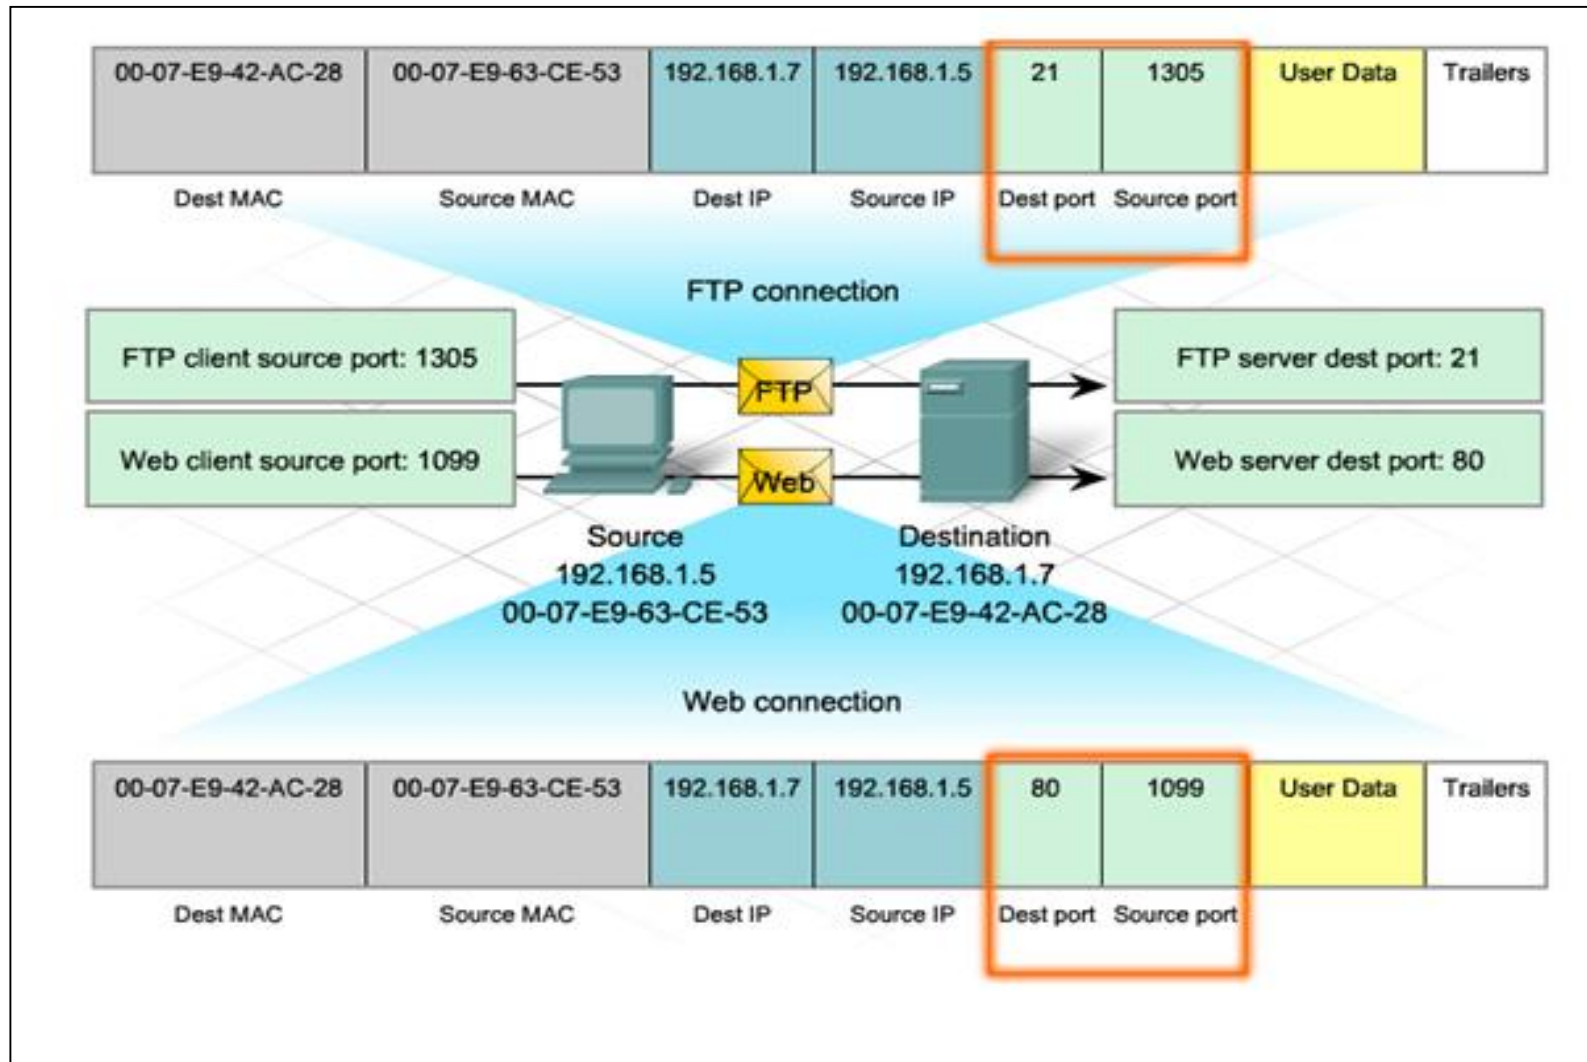 00-07-E9-42-AC-28 00-07-E9-63-CE-53 192.168.1.7 192.168.1.5 21 1305 User Data Trailers
Dest MAC Source MAC Dest IP Source IP Dest port Source port
FTP connection
FTP client source port: 1305
FTP
FTP server dest port: 21
Web client source port: 1099
Web
Web server dest port: 80
Source
192.168.1.5
00-07-E9-63-CE-53
Destination
192.168.1.7
00-07-E9-42-AC-28
Web connection
00-07-E9-42-AC-28 00-07-E9-63-CE-53 192.168.1.7 192.168.1.5 80 1099 User Data Trailers
Dest MAC Source MAC Dest IP Source IP Dest port Source port